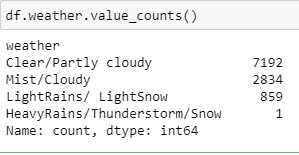 df.weather.value_counts()
weather
Clear/Partly cloudy 7192
Mist/Cloudy 2834
LightRains/ LightSnow 859
HeavyRains/Thunderstorm/Snow 1
Name: count, dtype: int64